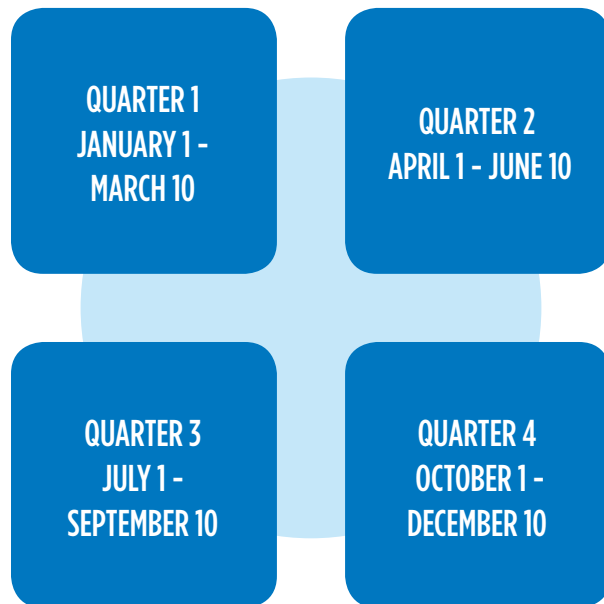 QUARTER 1
JANUARY 1 -
MARCH 10
QUARTER 2
APRIL 1 - JUNE 10
QUARTER 3
JULY 1 -
SEPTEMBER 10
QUARTER 4
OCTOBER 1 -
DECEMBER 10